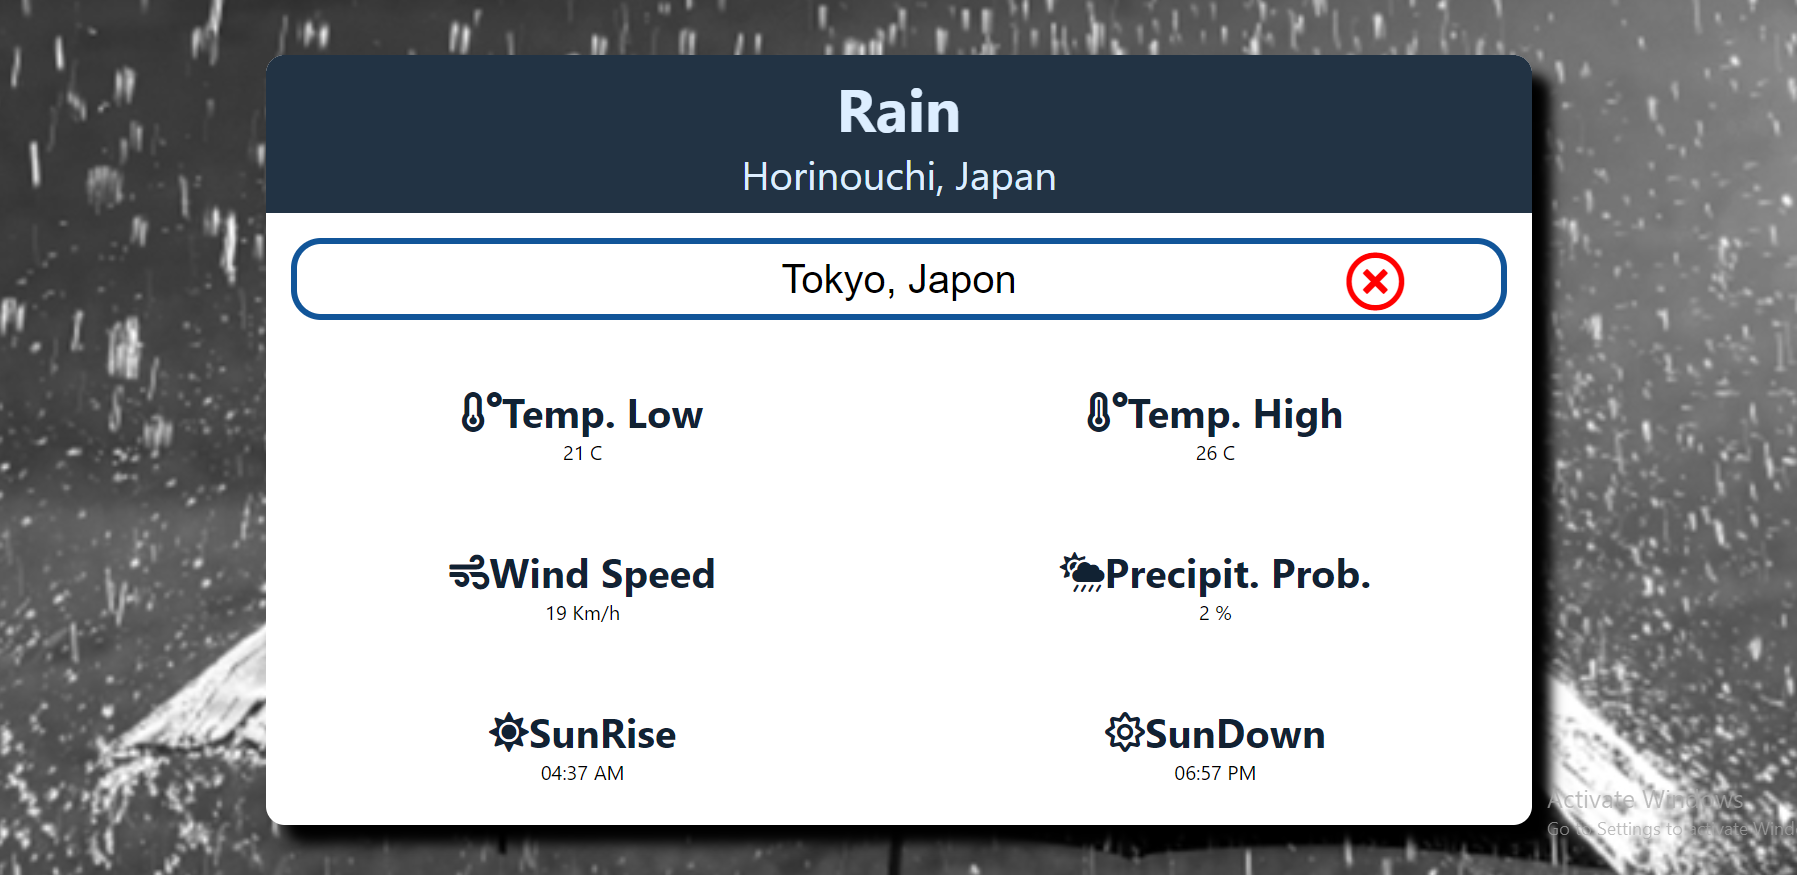 Rain
Horinouchi, Japan
Tokyo, Japon
Temp. Low
21 C
Temp. High
26 C
Wind Speed
19 Km/h
Precipit. Prob.
2 %
SunRise
04:37 AM
SunDown
06:57 PM
Activate Windows
Go to Settings to activate Wind